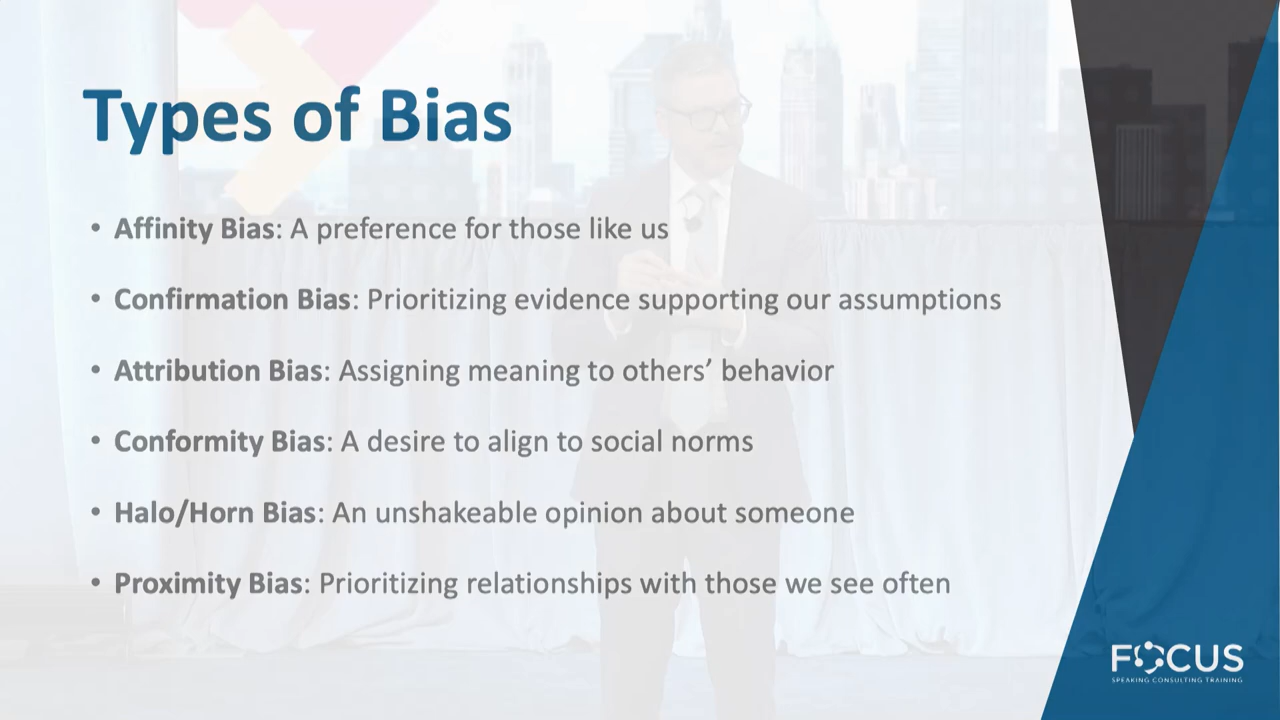 Types of Bias
• Affinity Bias: A preference for those like us
• Confirmation Bias: Prioritizing evidence supporting our assumptions
• Attribution Bias: Assigning meaning to others’ behavior
• Conformity Bias: A desire to align to social norms
• Halo/Horn Bias: An unshakeable opinion about someone
• Proximity Bias: Prioritizing relationships with those we see often
FOCUS
SPEAKING CONSULTING TRAINING